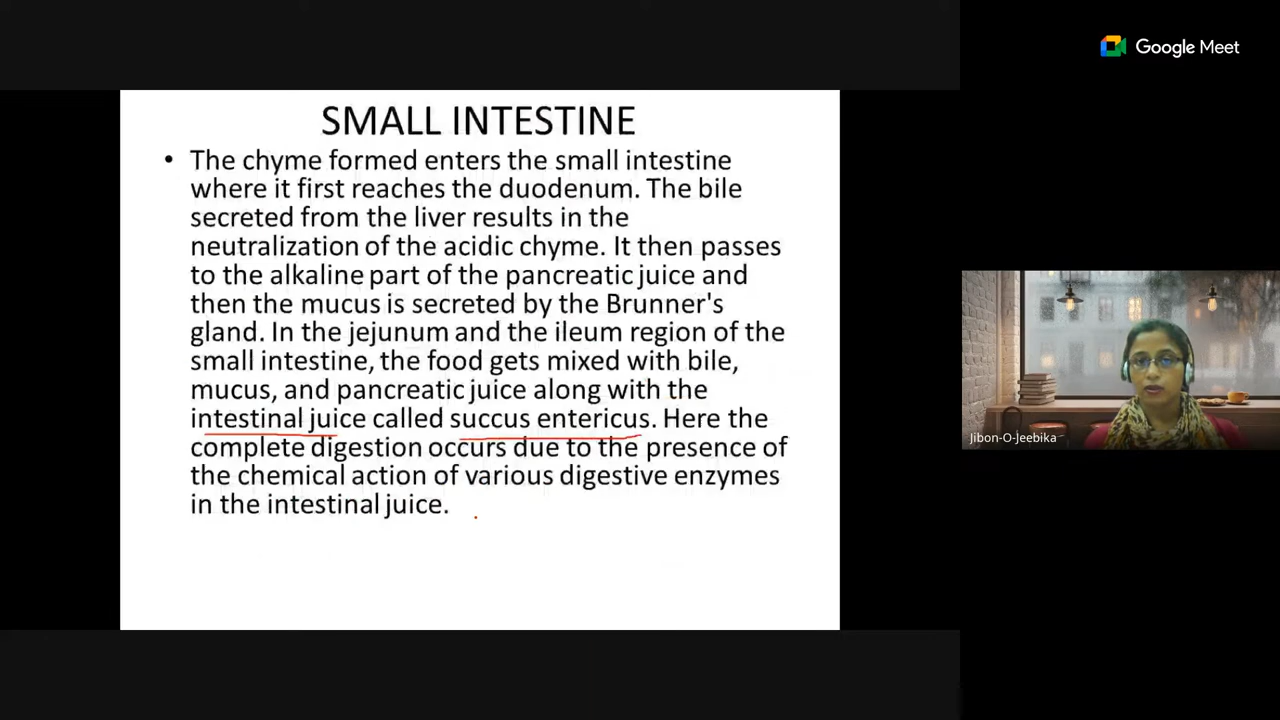 Google Meet
SMALL INTESTINE
• The chyme formed enters the small intestine
where it first reaches the duodenum. The bile
secreted from the liver results in the
neutralization of the acidic chyme. It then passes
to the alkaline part of the pancreatic juice and
then the mucus is secreted by the Brunner's
gland. In the jejunum and the ileum region of the
small intestine, the food gets mixed with bile,
mucus, and pancreatic juice along with the
intestinal juice called succus entericus. Here the
complete digestion occurs due to the presence of
the chemical action of various digestive enzymes
in the intestinal juice.
Jibon-O-Jeebika